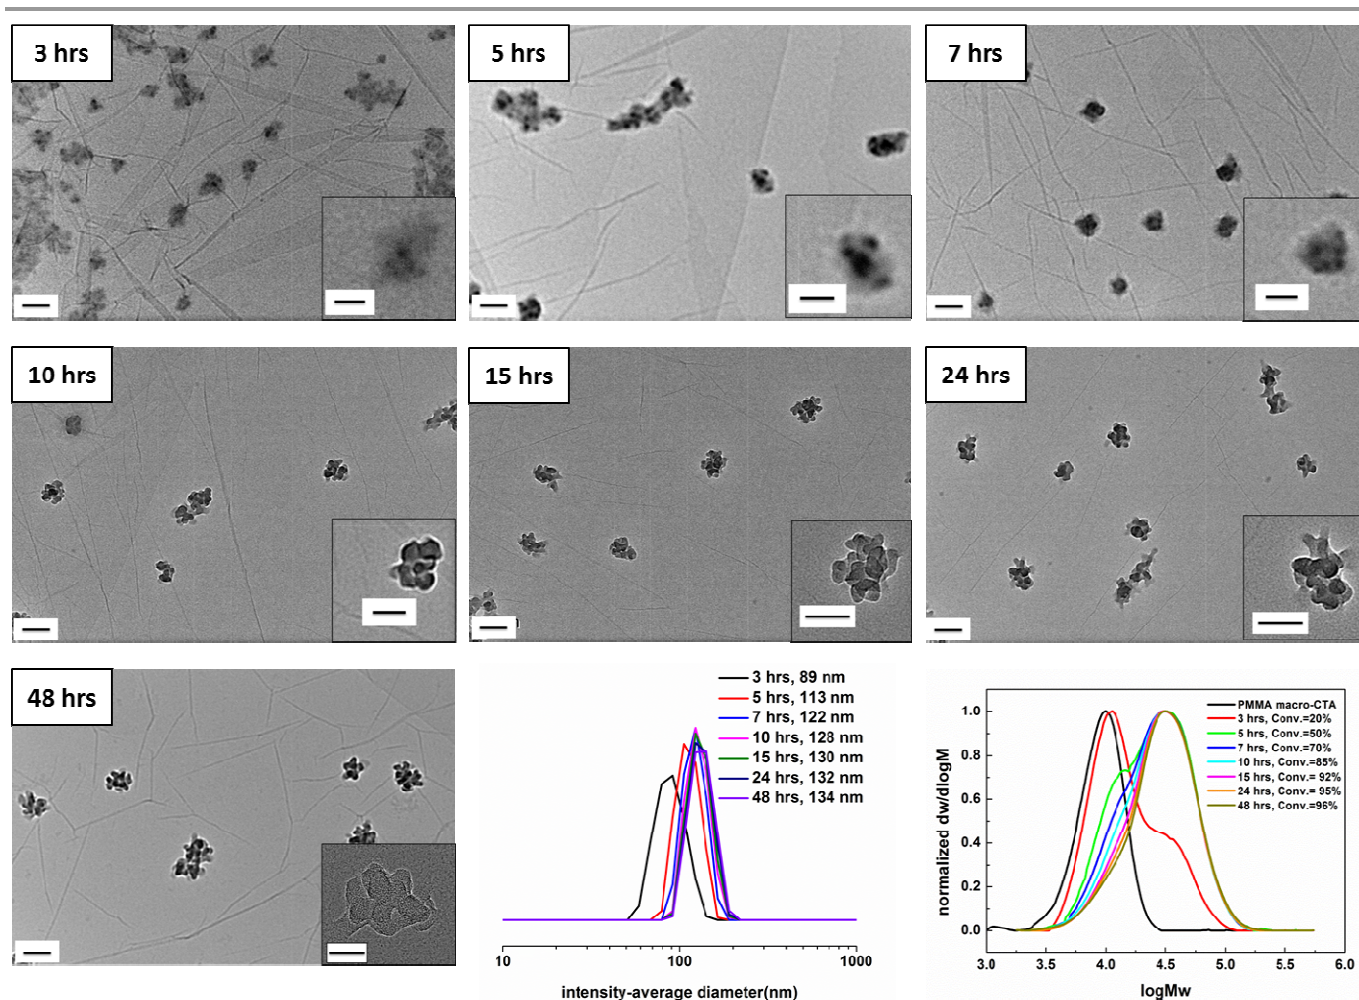 3 hrs
5 hrs
7 hrs
10 hrs
15 hrs
24 hrs
48 hrs
3 hrs, 89 nm
5 hrs, 113 nm
7 hrs, 122 nm
10 hrs, 128 nm
15 hrs, 130 nm
24 hrs, 132 nm
48 hrs, 134 nm
10 100 1000
intensity-average diameter(nm)
normalized dw/dlogM
1.0
0.8
0.6
0.4
0.2
0.0
PMMA macro-CTA
3 hrs, Conv.=20%
5 hrs, Conv.=50%
7 hrs, Conv.=70%
10 hrs, Conv.=85%
15 hrs, Conv.= 92%
24 hrs, Conv.= 95%
48 hrs, Conv.=96%
3.0 3.5 4.0 4.5 5.0 5.5 6.0
logMw